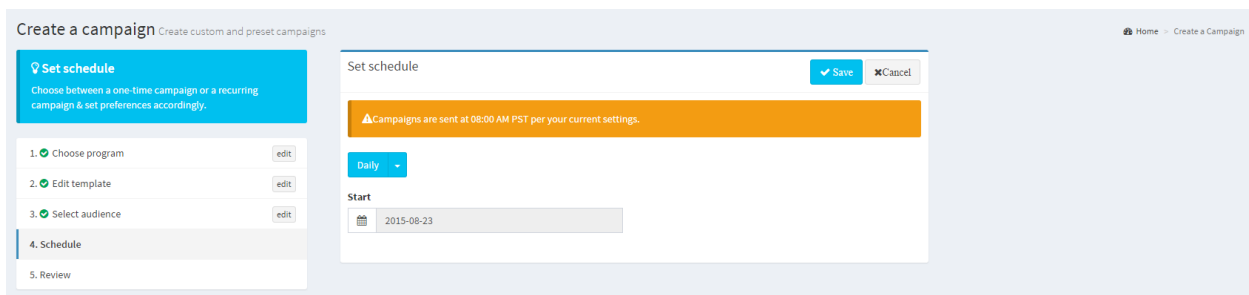 Create a campaign Create custom and preset campaigns
Home > Create a Campaign
Set schedule
Choose between a one-time campaign or a recurring
campaign & set preferences accordingly.
1. Choose program edit
2. Edit template edit
3. Select audience edit
4. Schedule
5. Review
Set schedule
Save Cancel
Campaigns are sent at 08:00 AM PST per your current settings.
Daily
Start
2015-08-23